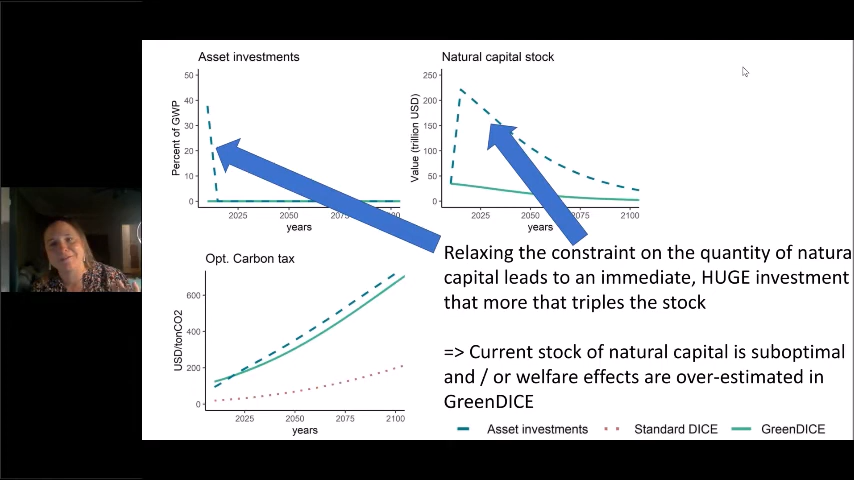 Asset investments
Natural capital stock
50
40
30
20
10
0
Percent of GWP
2025
2050
2075
2100
years
250
200
150
100
50
0
Value (trillion USD)
2025
2050
2075
2100
years
Opt. Carbon tax
600
400
200
0
USD/tonCO2
2025
2050
2075
2100
years
Relaxing the constraint on the quantity of natura
capital leads to an immediate, HUGE investment
that more that triples the stock
=> Current stock of natural capital is suboptimal
and / or welfare effects are over-estimated in
GreenDICE
Asset investments
Standard DICE
GreenDICE